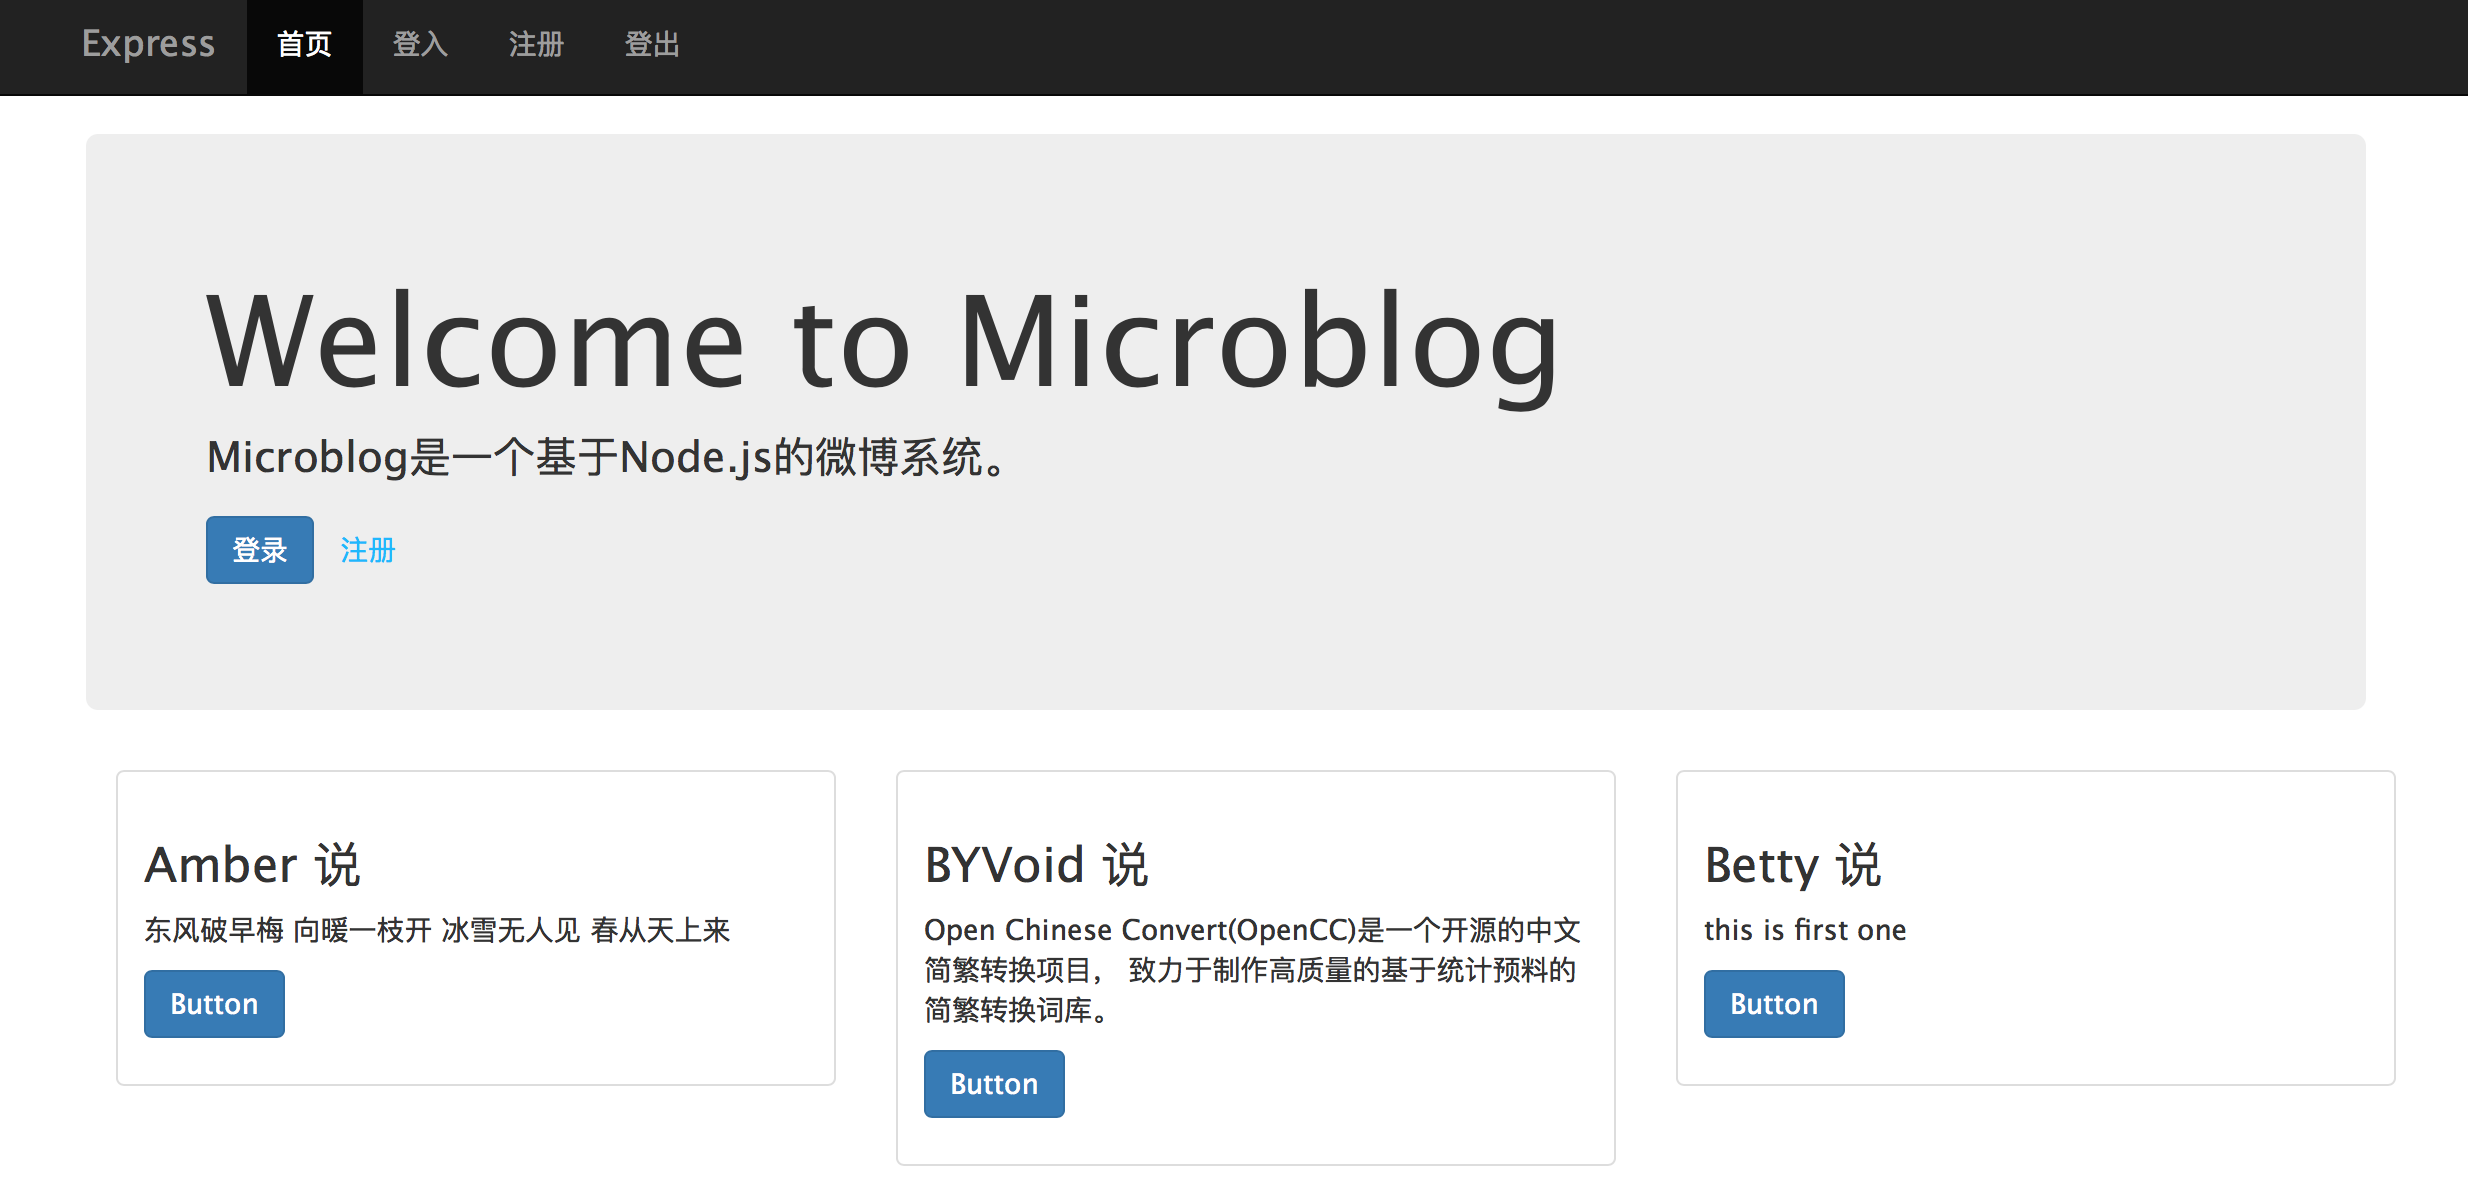 Express 首页 登入 注册 登出
Welcome to Microblog
Microblog是一个基于Node.js的微博系统。
登录 注册
Amber 说
东风破早梅 向暖一枝开 冰雪无人见 春从天上来
Button
BYVoid 说
Open Chinese Convert(OpenCC)是一个开源的中文
简繁转换项目， 致力于制作高质量的基于统计预料的
简繁转换词库。
Button
Betty 说
this is first one
Button